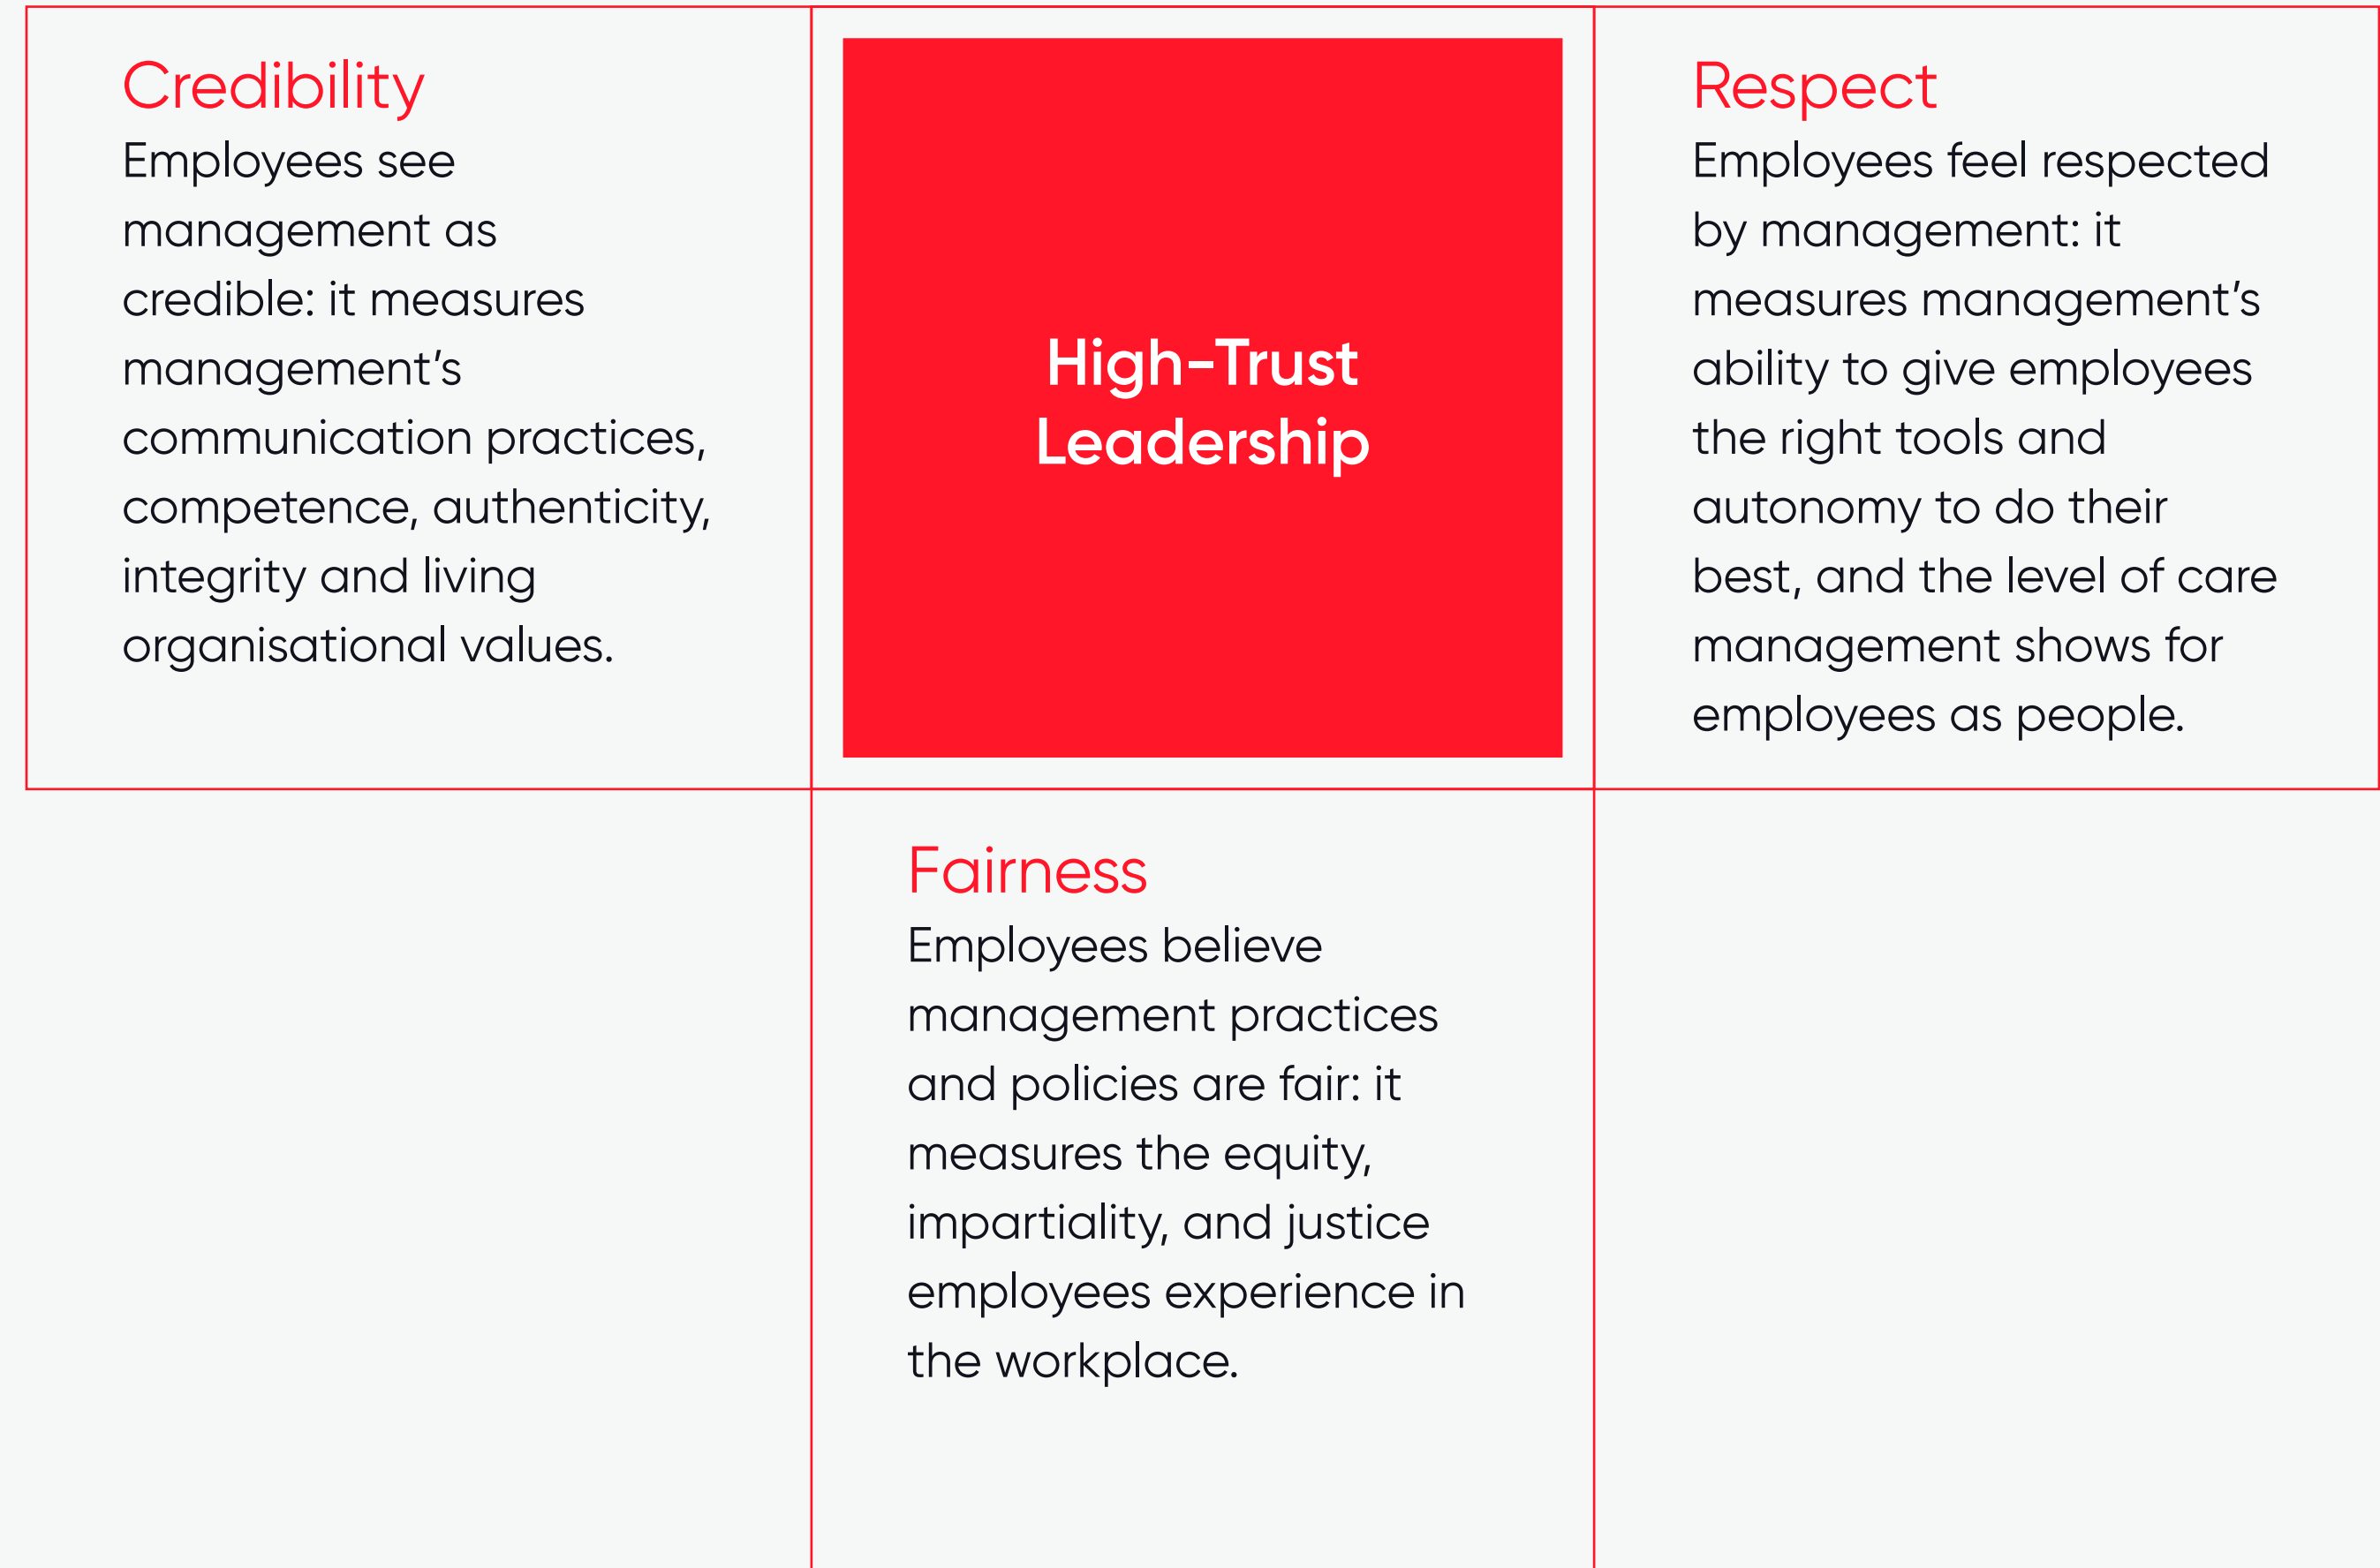 Credibility
Employees see
management as
credible: it measures
management’s
communication practices,
competence, authenticity,
integrity and living
organisational values.
High-Trust
Leadership
Respect
Employees feel respected
by management: it
measures management’s
ability to give employees
the right tools and
autonomy to do their
best, and the level of care
management shows for
employees as people.
Fairness
Employees believe
management practices
and policies are fair: it
measures the equity,
impartiality, and justice
employees experience in
the workplace.